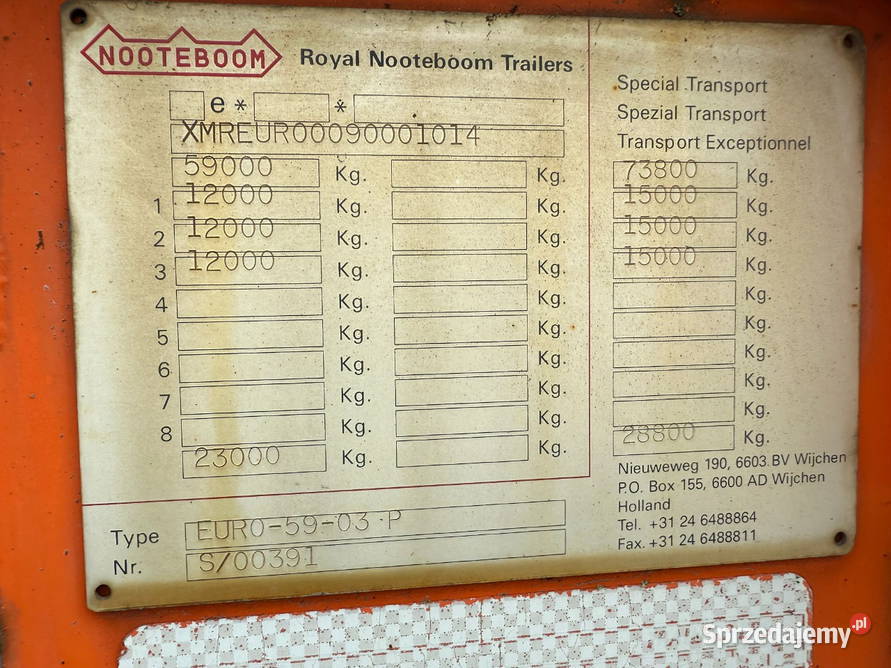 NOOTEBOOM
Royal Nooteboom Trailers
e* *
XMREUR00090001014
59000 Kg. Kg.
1 12000 Kg. Kg.
2 12000 Kg. Kg.
3 12000 Kg. Kg.
4 Kg. Kg.
5 Kg. Kg.
6 Kg. Kg.
7 Kg. Kg.
8 Kg. Kg.
23000 Kg. Kg.
Special Transport
Spezial Transport
Transport Exceptionnel
73800 Kg.
15000 Kg.
15000 Kg.
15000 Kg.
Kg.
Kg.
Kg.
Kg.
Kg.
28800 Kg.
Nieuweweg 190, 6603 BV Wijchen
P.O. Box 155, 6600 AD Wijchen
Holland
Tel. +31 24 6488864
Fax. +31 24 6488811
Type EURO-59-03 P
Nr. S/00391
Sprzedajemy.pl